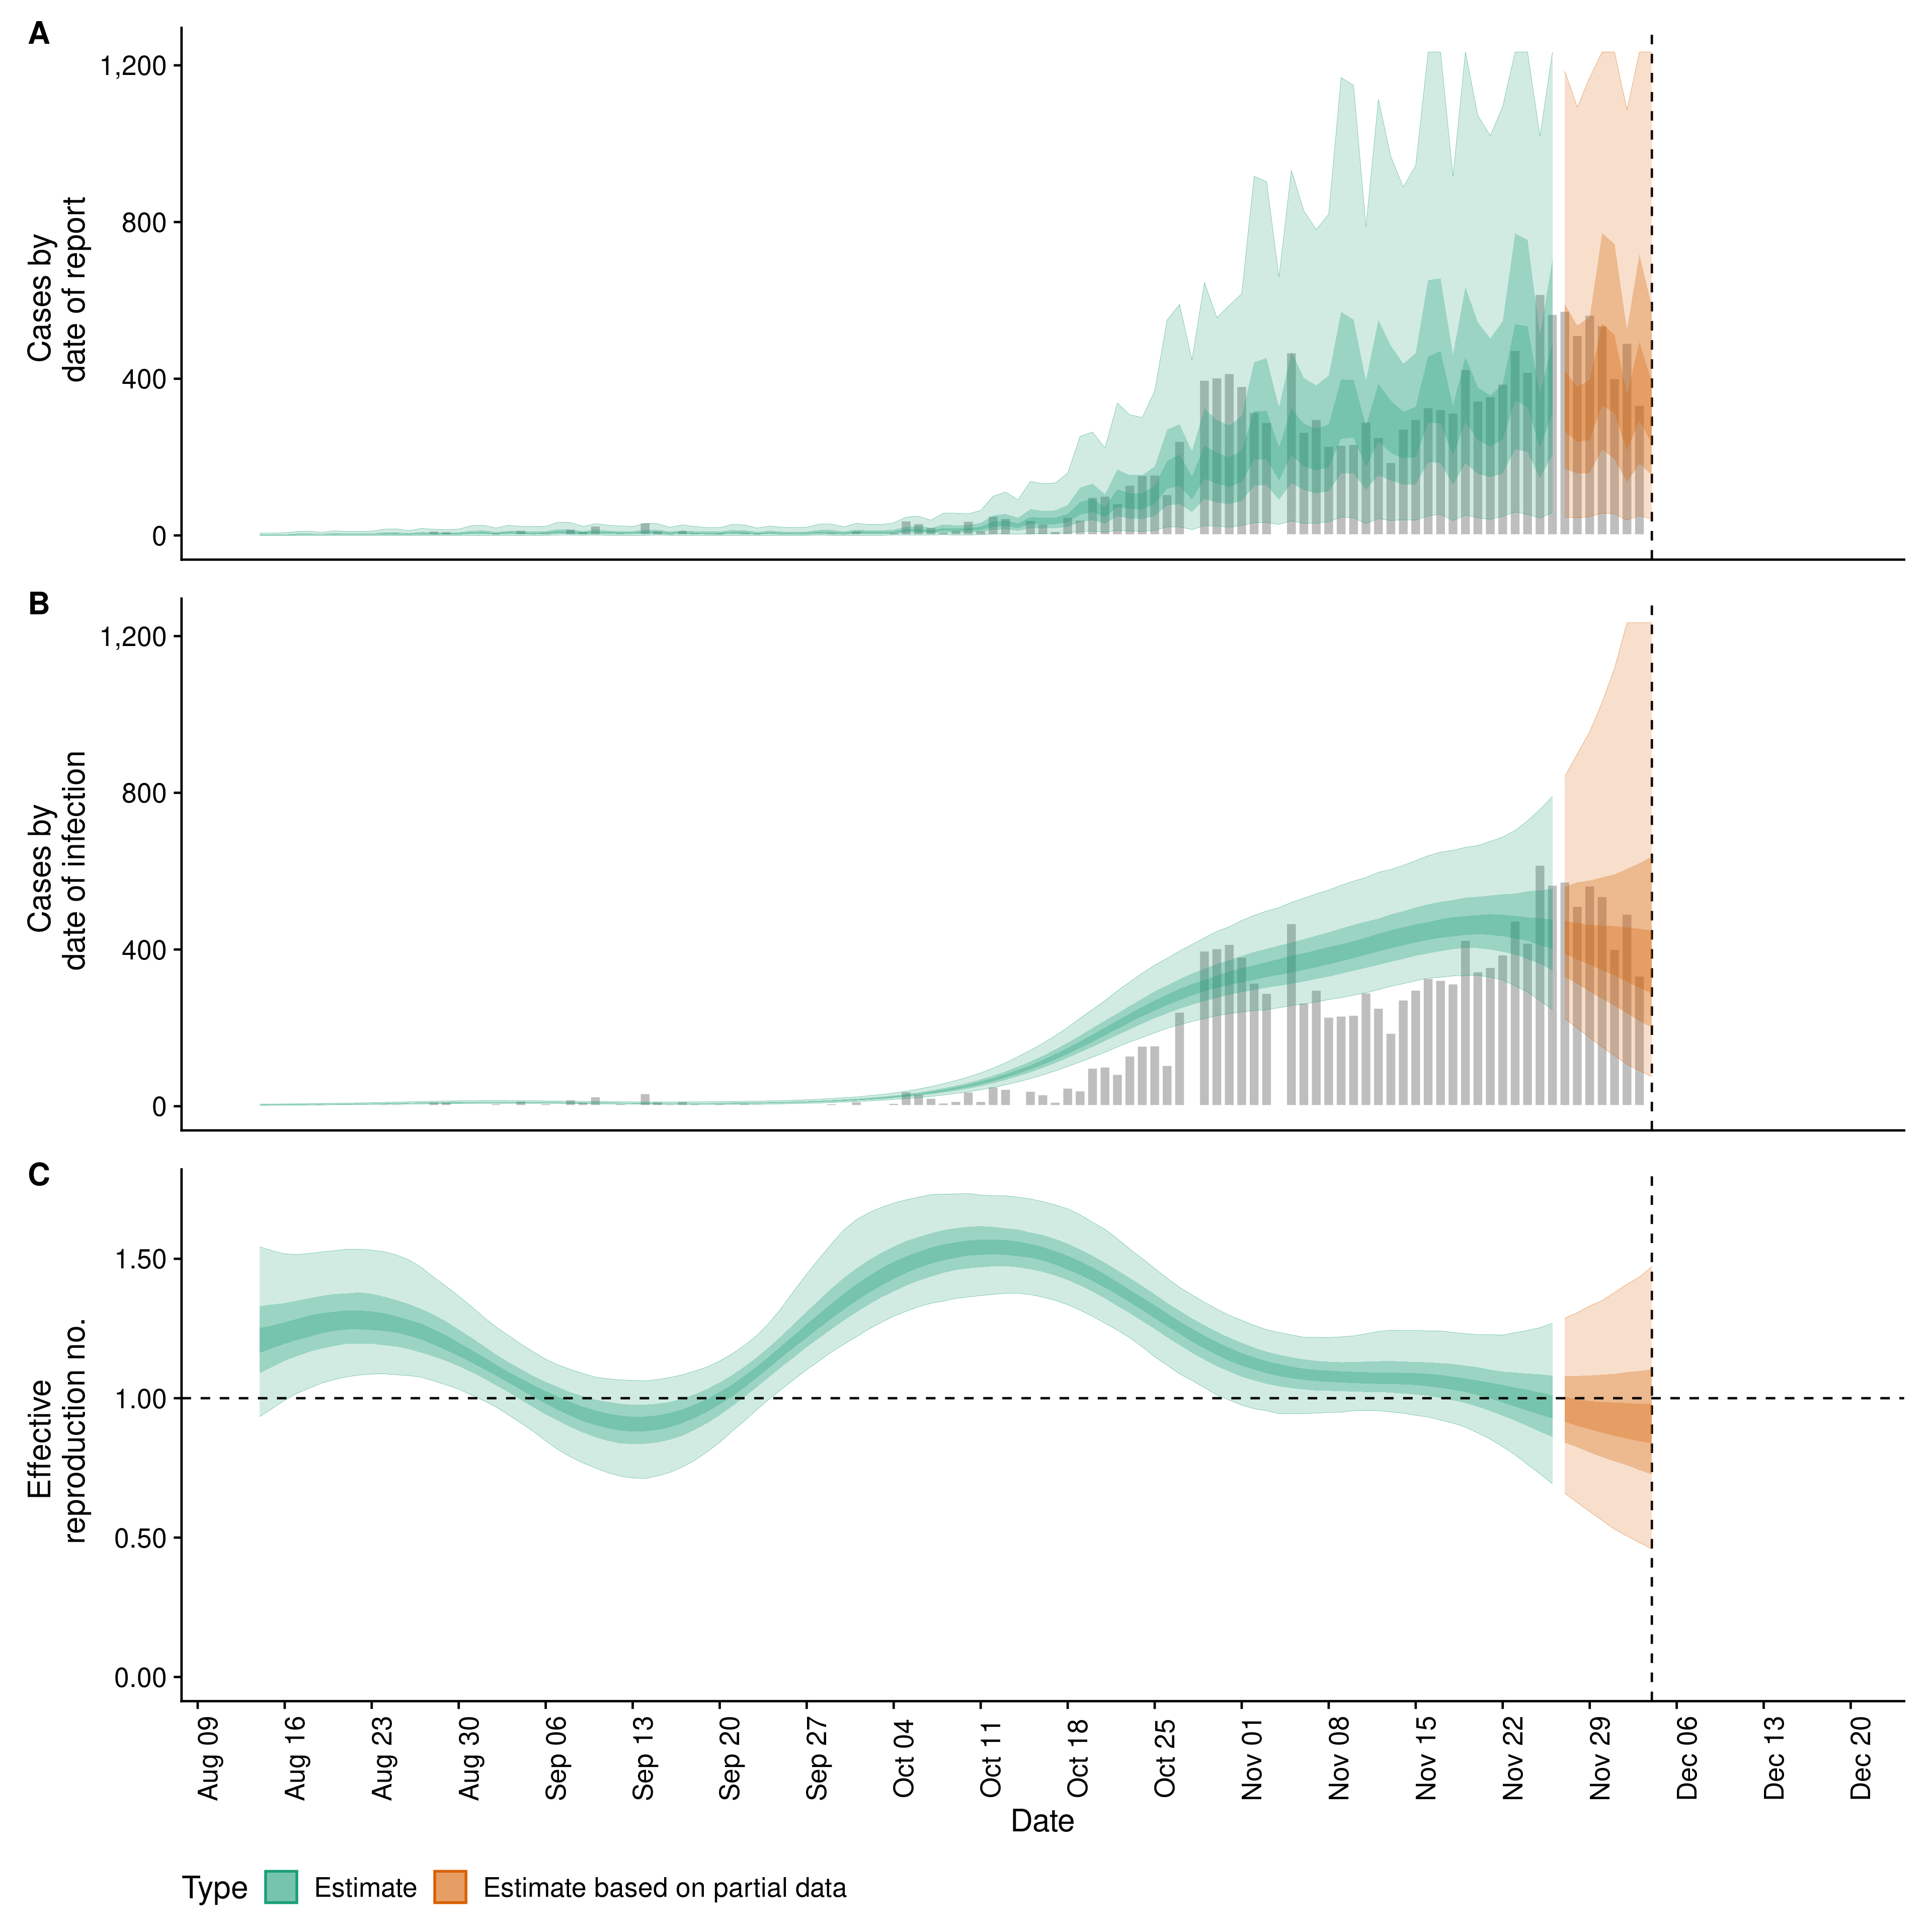 A
1,200
800
400
0
Cases by
date of report
B
1,200
800
400
0
Cases by
date of infection
C
1.50
1.00
0.50
0.00
Effective
reproduction no.
Aug 09
Aug 16
Aug 23
Aug 30
Sep 06
Sep 13
Sep 20
Sep 27
Oct 04
Oct 11
Oct 18
Oct 25
Nov 01
Nov 08
Nov 15
Nov 22
Nov 29
Dec 06
Dec 13
Dec 20
Date
Type Estimate Estimate based on partial data